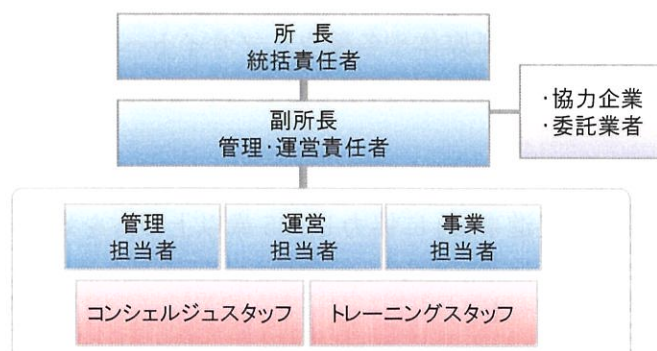 所 長
統括責任者
副所長
管理・運営責任者
・協力企業
・委託業者
管理
担当者
運営
担当者
事業
担当者
コンシェルジュスタッフ
トレーニングスタッフ